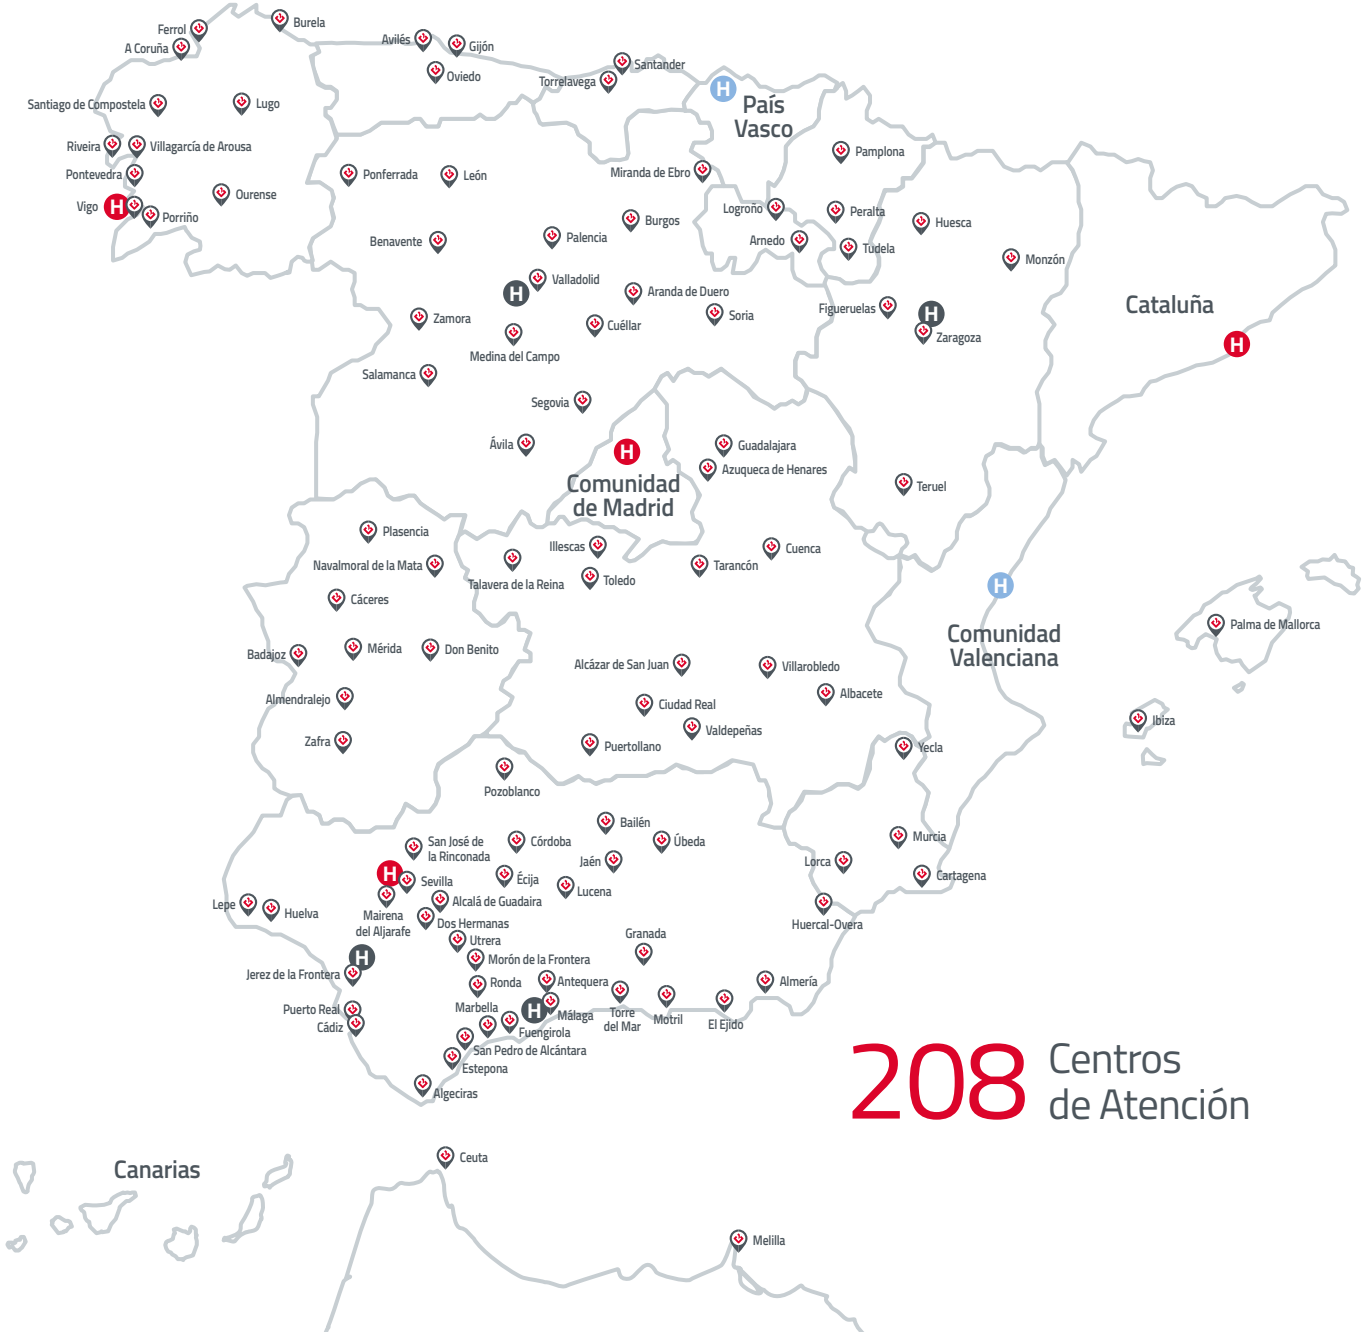 Burela
Ferrol
A Coruña
Avilés
Gijón
Oviedo
Santander
Torrelavega
H
País
Vasco
Santiago de Compostela
Lugo
Riveira
Villagarcía de Arousa
Pamplona
Pontevedra
Ponferrada
León
Miranda de Ebro
Ourense
Vigo
H
Porriño
Logroño
Peralta
Burgos
Huesca
Benavente
Palencia
Arnedo
Tudela
Monzón
Valladolid
H
Aranda de Duero
Figueruelas
Cataluña
Zamora
Cuéllar
Soria
H
Zaragoza
H
Medina del Campo
Salamanca
Segovia
Ávila
H
Guadalajara
Azuqueca de Henares
Comunidad
de Madrid
Teruel
Plasencia
Illescas
Cuenca
Navalmoral de la Mata
Talavera de la Reina
Toledo
Tarancón
H
Cáceres
Palma de Mallorca
Comunidad
Valenciana
Badajoz
Mérida
Don Benito
Alcázar de San Juan
Villarobledo
Almendralejo
Ciudad Real
Albacete
Ibiza
Valdepeñas
Zafra
Puertollano
Yecla
Pozoblanco
Bailén
San José de
la Rinconada
Córdoba
Úbeda
Murcia
Jaén
Lorca
H
Sevilla
Écija
Lucena
Cartagena
Lepe
Huelva
Mairena
del Aljarafe
Alcalá de Guadaira
Dos Hermanas
Huercal-Overa
Utrera
Granada
H
Morón de la Frontera
Jerez de la Frontera
Ronda
Antequera
Almería
Puerto Real
Cádiz
Marbella
H
Málaga
Torre
del Mar
Motril
El Ejido
Fuengirola
San Pedro de Alcántara
Estepona
Algeciras
208 Centros
de Atención
Ceuta
Canarias
Melilla